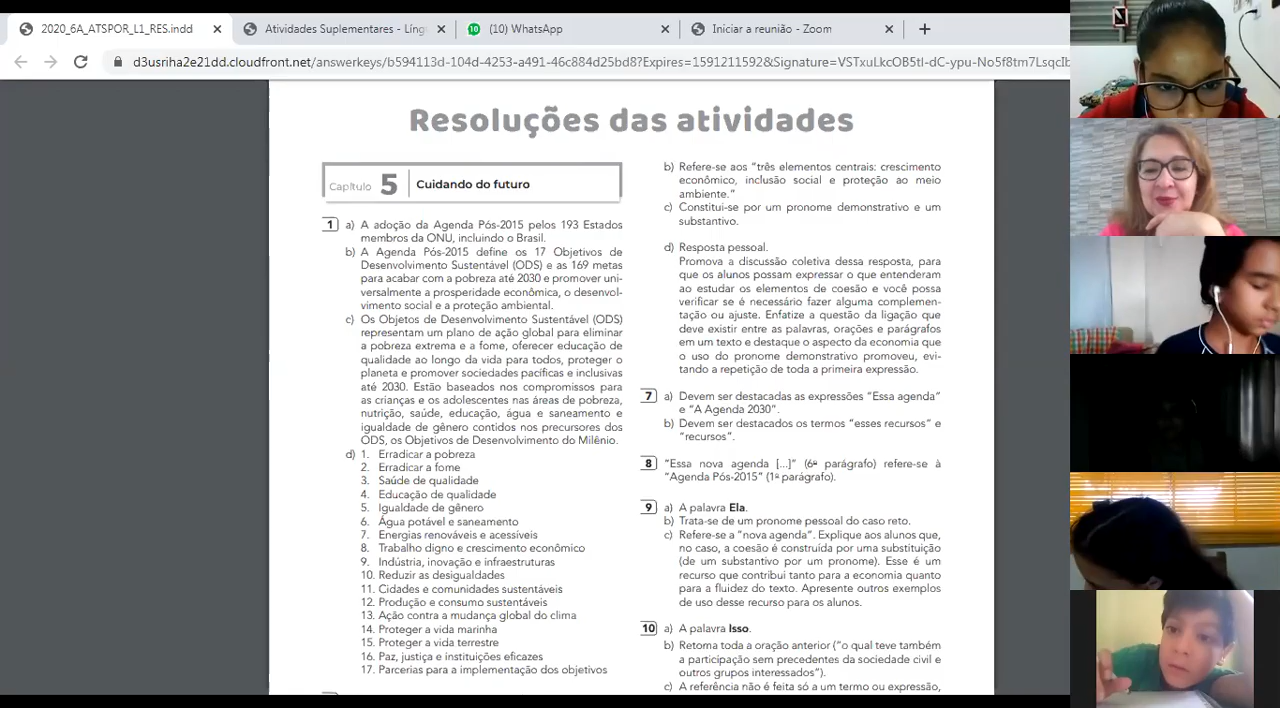 2020_6A_ATSPOR_L1_RES.indd
Atividades Suplementares - Líng
(10) WhatsApp
Iniciar a reunião - Zoom
Resoluções das atividades
Capítulo 5 Cuidando do futuro
1 a) A adoção da Agenda Pós-2015 pelos 193 Estados
membros da ONU, incluindo o Brasil.
b) A Agenda Pós-2015 define os 17 Objetivos de
Desenvolvimento Sustentável (ODS) e as 169 metas
para acabar com a pobreza até 2030 e promover uni-
versalmente a prosperidade econômica, o desenvol-
vimento social e a proteção ambiental.
c) Os Objetos de Desenvolvimento Sustentável (ODS)
representam um plano de ação global para eliminar
a pobreza extrema e a fome, oferecer educação de
qualidade ao longo da vida para todos, proteger o
planeta e promover sociedades pacíficas e inclusivas
até 2030. Estão baseados nos compromissos para
as crianças e os adolescentes nas áreas de pobreza,
nutrição, saúde, educação, água e saneamento e
igualdade de gênero contidos nos precursores dos
ODS, os Objetivos de Desenvolvimento do Milênio.
d) 1. Erradicar a pobreza
2. Erradicar a fome
3. Saúde de qualidade
4. Educação de qualidade
5. Igualdade de gênero
6. Água potável e saneamento
7. Energias renováveis e acessíveis
8. Trabalho digno e crescimento econômico
9. Indústria, inovação e infraestruturas
10. Reduzir as desigualdades
11. Cidades e comunidades sustentáveis
12. Produção e consumo sustentáveis
13. Ação contra a mudança global do clima
14. Proteger a vida marinha
15. Proteger a vida terrestre
16. Paz, justiça e instituições eficazes
17. Parcerias para a implementação dos objetivos
b) Refere-se aos “três elementos centrais: crescimento
econômico, inclusão social e proteção ao meio
ambiente.”
c) Constitui-se por um pronome demonstrativo e um
substantivo.
d) Resposta pessoal.
Promova a discussão coletiva dessa resposta, para
que os alunos possam expressar o que entenderam
ao estudar os elementos de coesão e você possa
verificar se é necessário fazer alguma complemen-
tação ou ajuste. Enfatize a questão da ligação que
deve existir entre as palavras, orações e parágrafos
em um texto e destaque o aspecto da economia que
o uso do pronome demonstrativo promoveu, evi-
tando a repetição de toda a primeira expressão.
7 a) Devem ser destacadas as expressões “Essa agenda”
e “A Agenda 2030”.
b) Devem ser destacados os termos “esses recursos” e
“recursos”.
8 “Essa nova agenda [...]” (6º parágrafo) refere-se à
“Agenda Pós-2015” (1º parágrafo).
9 a) A palavra Ela.
b) Trata-se de um pronome pessoal do caso reto.
c) Refere-se a “nova agenda”. Explique aos alunos que,
no caso, a coesão é construída por uma substituição
(de um substantivo por um pronome). Esse é um
recurso que contribui tanto para a economia quanto
para a fluidez do texto. Apresente outros exemplos
de uso desse recurso para os alunos.
10 a) A palavra Isso.
b) Retoma toda a oração anterior (“o qual teve também
a participação sem precedentes da sociedade civil e
outros grupos interessados”).
c) A referência não é feita só a um termo ou expressão,